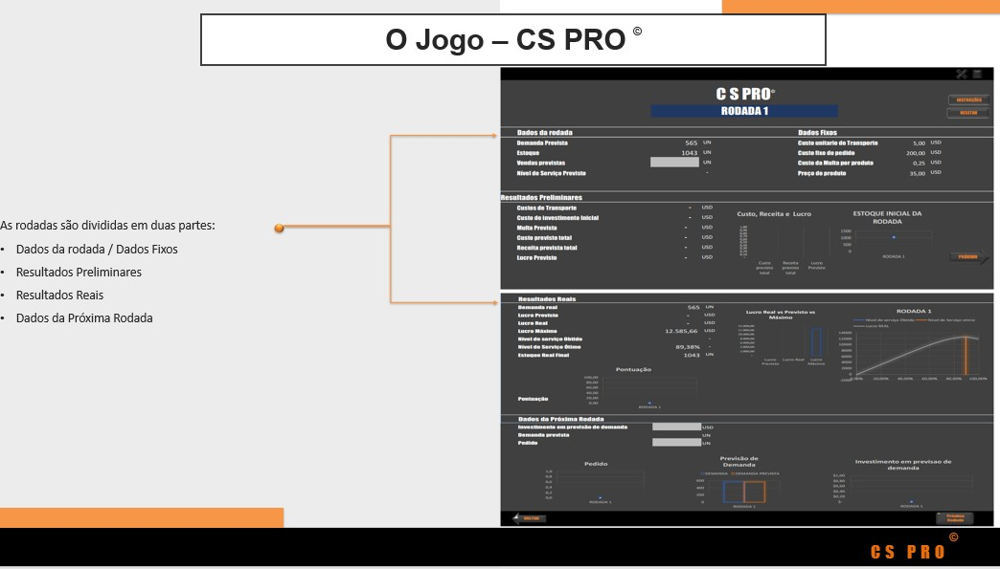 O Jogo – CS PRO ©
As rodadas são divididas em duas partes:
• Dados da rodada / Dados Fixos
• Resultados Preliminares
• Resultados Reais
• Dados da Próxima Rodada
C S PRO©
RODADA 1
INSTRUÇÕES
Dados da rodada
Demanda Prevista 565 UN
Estoque 1043 UN
Vendas previstas UN
Nível de Serviço Previsto -
Dados Fixos
Custo unitario de Transporte 5,00 USD
Custo fixo do pedido 200,00 USD
Custo da Multa por produto 0,25 USD
Preço do produto 35,00 USD
Resultados Preliminares
Custos de Transporte - USD
Custo de Investimento Inicial - USD
Multa Prevista - USD
Custo previsto total - USD
Receita prevista total - USD
Lucro Previsto - USD
Custo, Receita e Lucro
Custo previsto total
Receita prevista total
Lucro Previsto
ESTOQUE INICIAL DA
RODADA
1500
1000
500
0
RODADA 1
PRÓXIMO
Resultados Reais
Demanda real 565 UN
Lucro Previsto - USD
Lucro Real - USD
Lucro Máximo 12.585,66 USD
Nível de serviço Obtido -
Nível de Serviço Ótimo 89,38% -
Estoque Real Final 1043 UN
Lucro Real vs Previsto vs
Máximo
Lucro Previsto
Lucro Real
Lucro Máximo
RODADA 1
Nível de serviço Obtido
Nível de Serviço ótimo
Lucro REAL
14000
12000
10000
8000
6000
4000
2000
0
20,00% 40,00% 60,00% 80,00% 100,00%
Pontuação
100,00
80,00
60,00
40,00
20,00
0,00
RODADA 1
Pontuação
Dados da Próxima Rodada
Investimento em previsão de demanda USD
Demanda prevista UN
Pedido UN
Pedido
1,0
0,8
0,6
0,4
0,2
0,0
RODADA 1
Previsão de
Demanda
DEMANDA DEMANDA PREVISTA
600
400
200
0
RODADA 1
Investimento em previsao de
demanda
$1,00
$0,80
$0,60
$0,40
$0,20
$-
RODADA 1
Próxima
Rodada
CS PRO ©